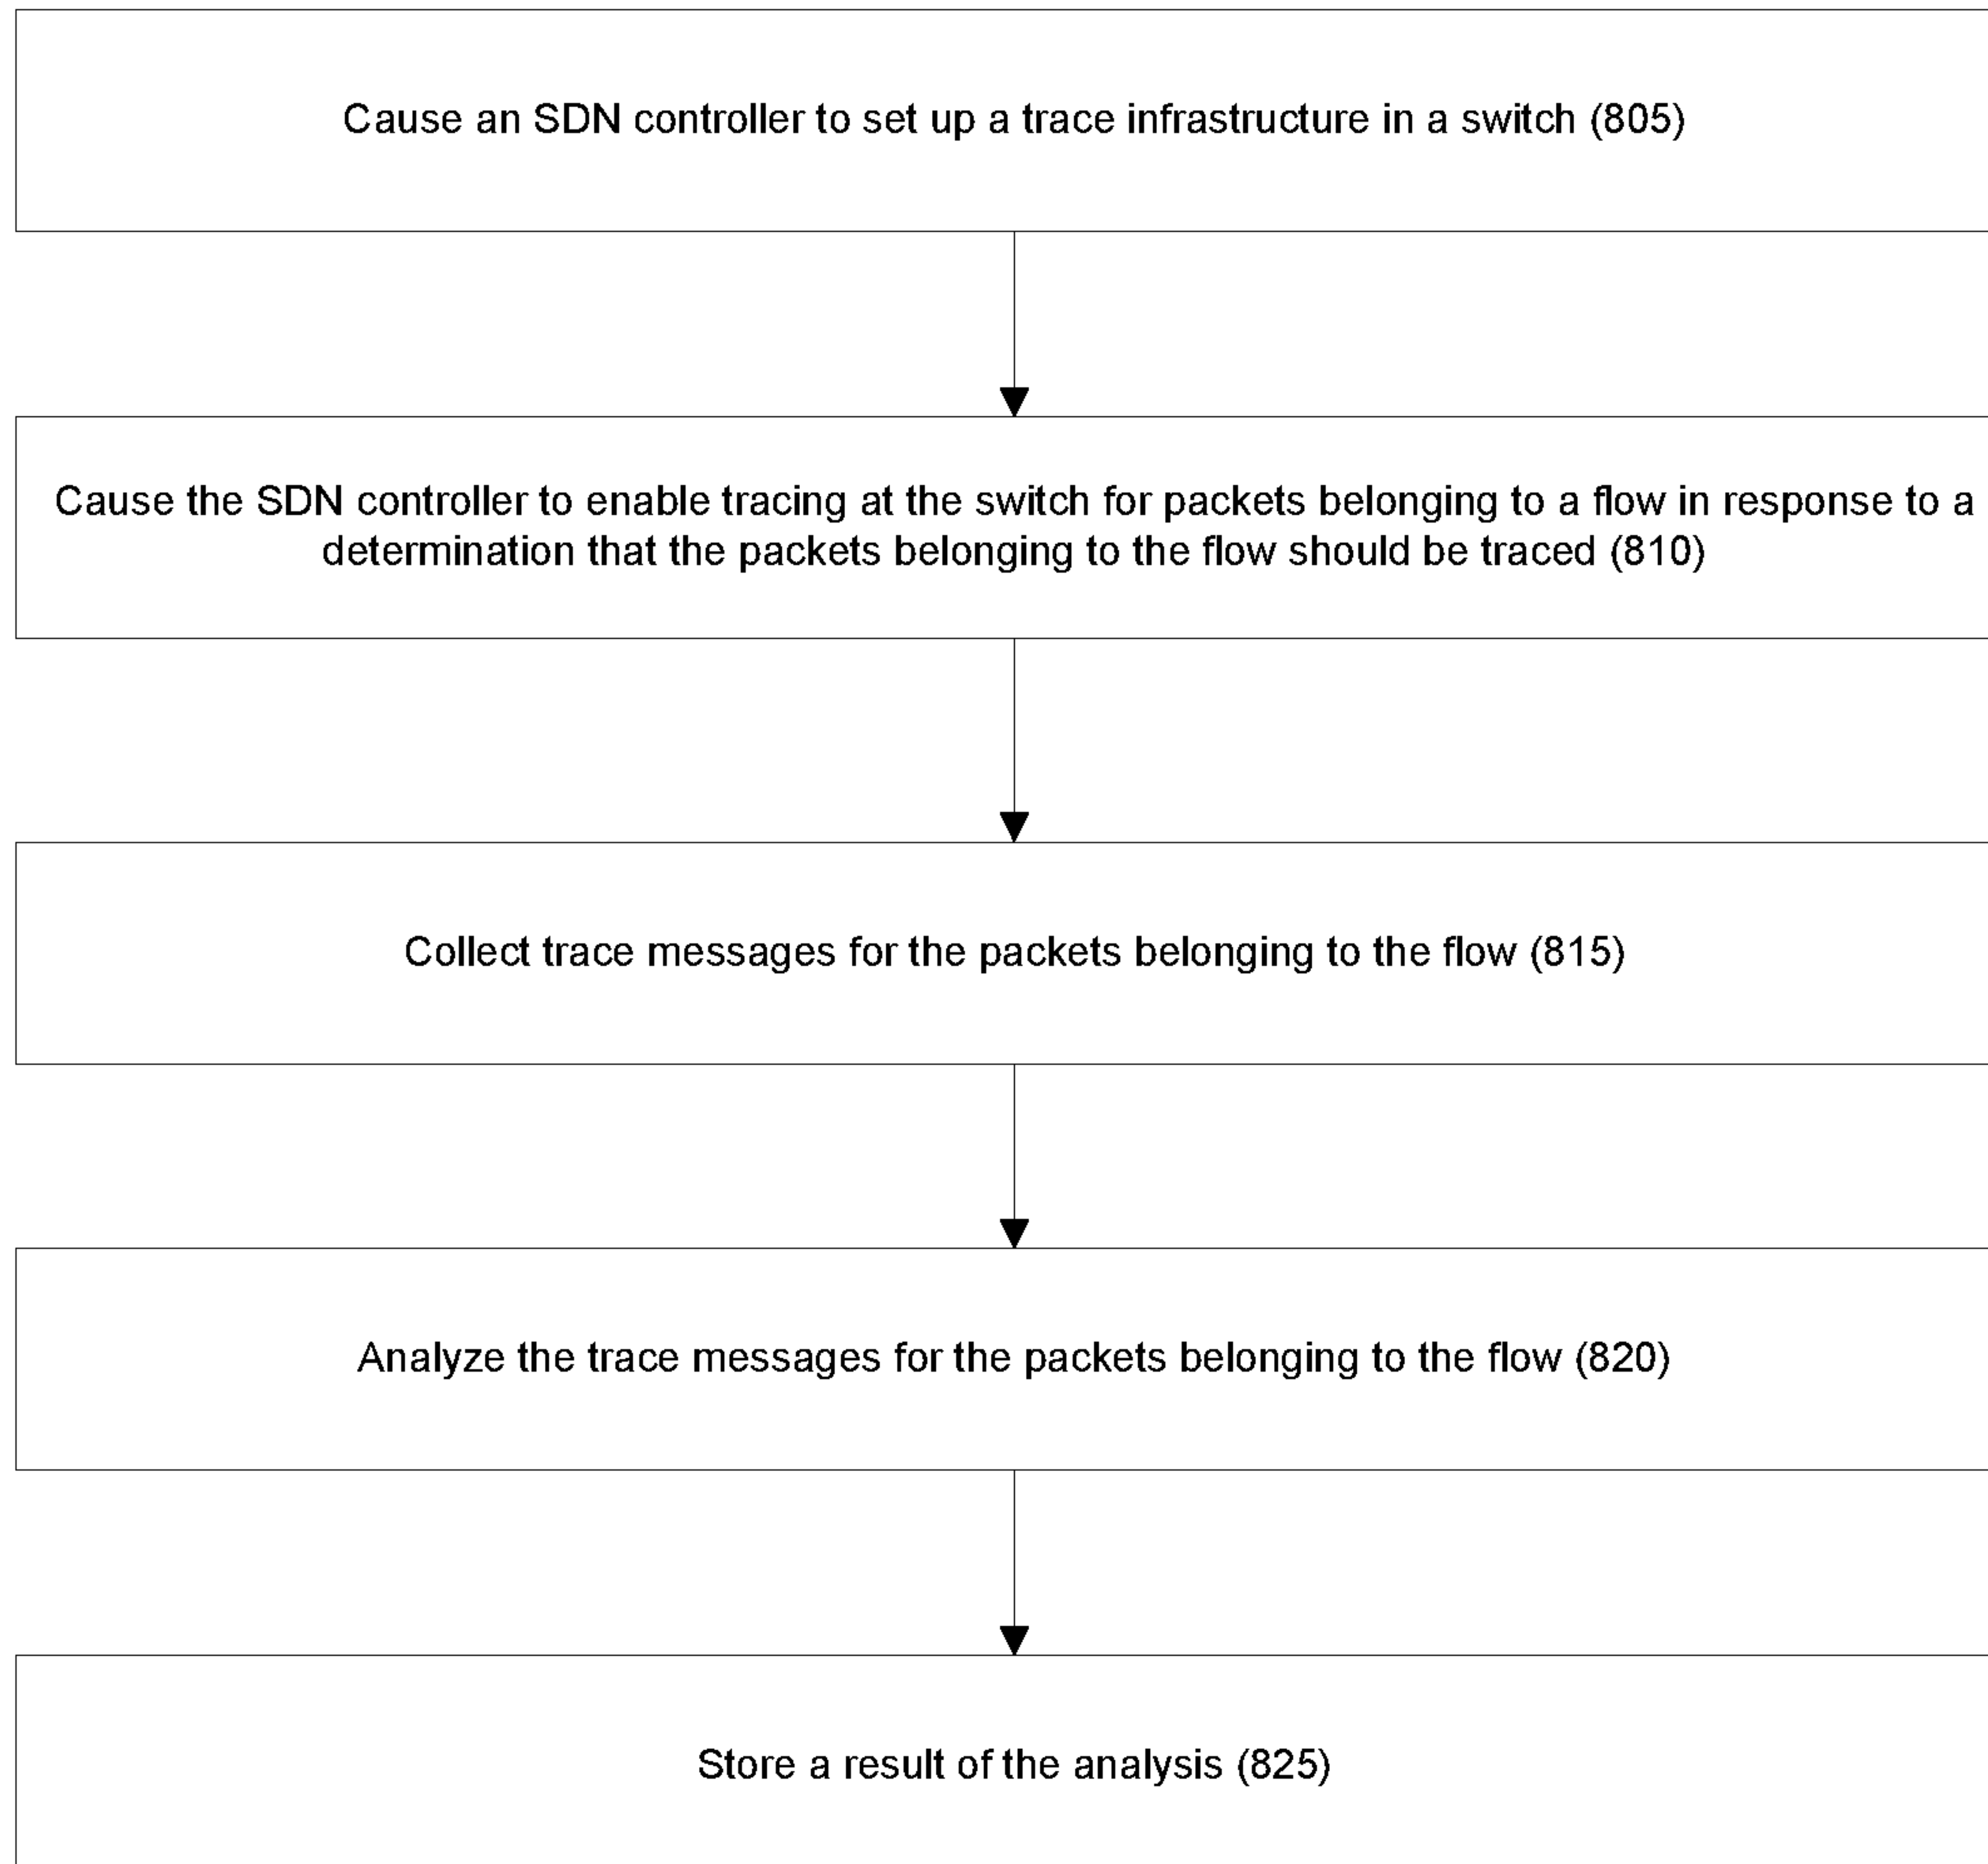 Cause an SDN controller to set up a trace infrastructure in a switch (805)
Cause the SDN controller to enable tracing at the switch for packets belonging to a flow in response to a
determination that the packets belonging to the flow should be traced (810)
Collect trace messages for the packets belonging to the flow (815)
Analyze the trace messages for the packets belonging to the flow (820)
Store a result of the analysis (825)